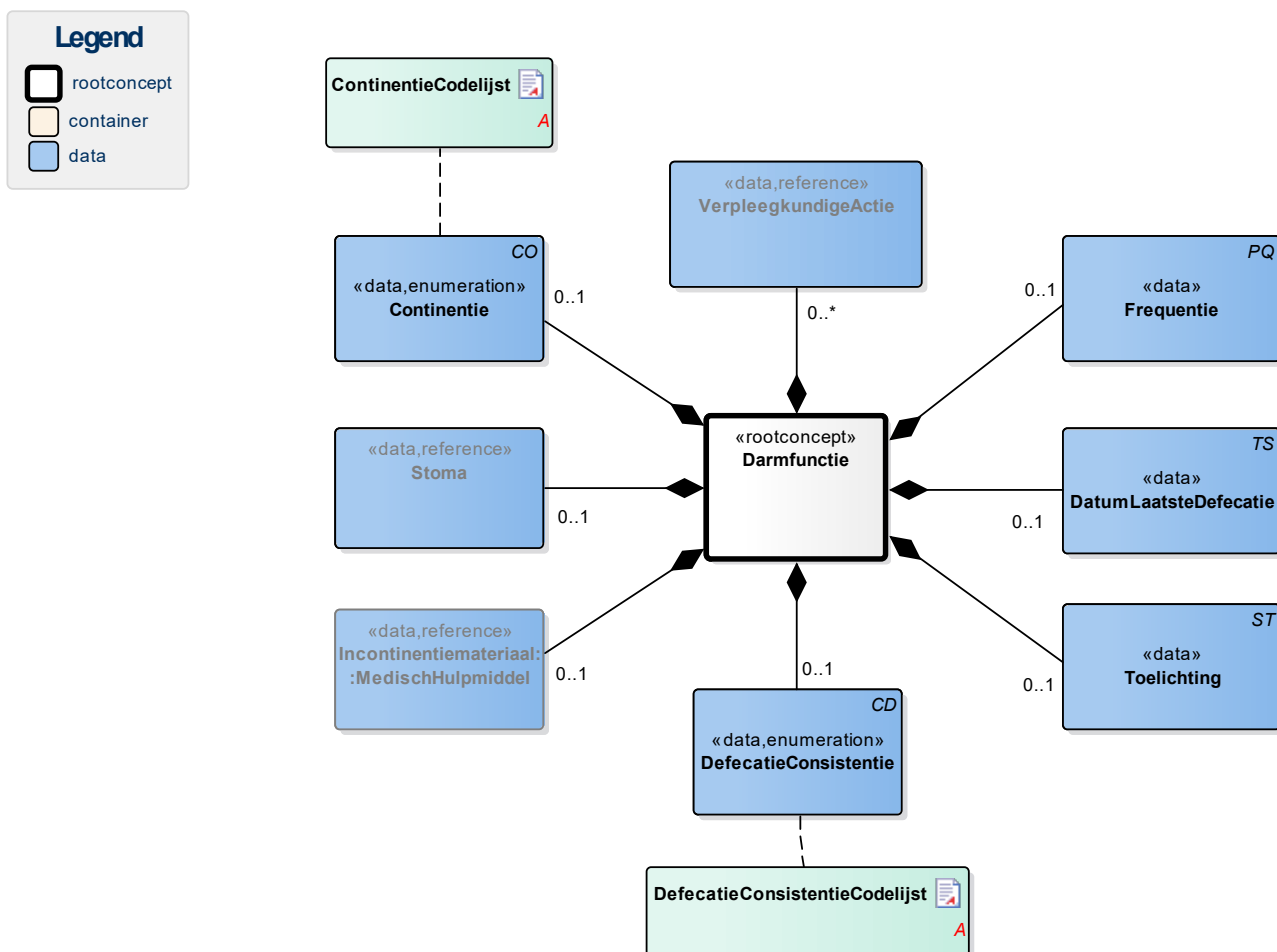 Legend
rootconcept
container
data
ContinentieCodelijst
A
«data,reference»
VerpleegkundigeActie
0..*
CO
«data,enumeration»
Continentie
0..1
PQ
«data»
Frequentie
0..1
«rootconcept»
Darmfunctie
«data,reference»
Stoma
0..1
TS
«data»
DatumLaatsteDefecatie
0..1
«data,reference»
Incontinentiemateriaal:
:MedischHulpmiddel
0..1
ST
«data»
Toelichting
0..1
0..1
CD
«data,enumeration»
DefecatieConsistentie
DefecatieConsistentieCodelijst
A